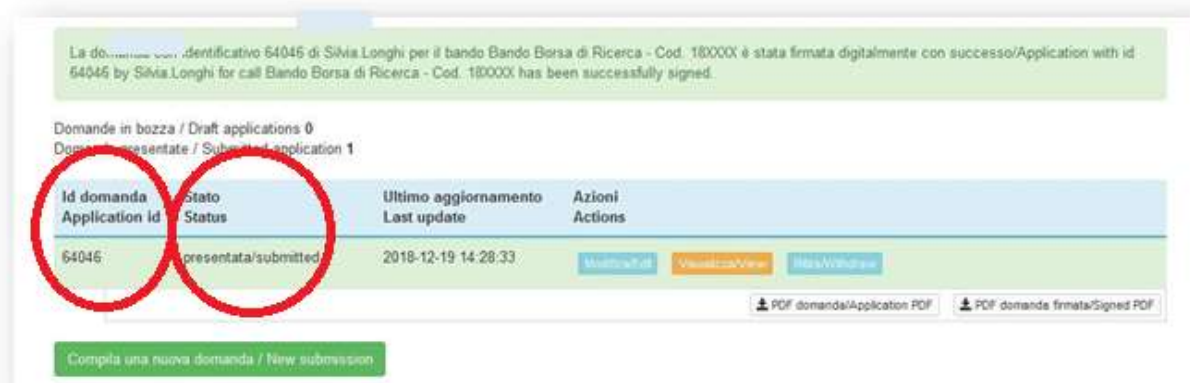 La domanda con identificativo 64046 di Silvia.Longhi per il bando Bando Borsa di Ricerca - Cod. 18XXXX è stata firmata digitalmente con successo/Application with id
64046 by Silvia.Longhi for call Bando Borsa di Ricerca - Cod. 18XXXX has been successfully signed.
Domande in bozza / Draft applications 0
Domande presentate / Submitted application 1
Id domanda Stato Ultimo aggiornamento Azioni
Application id Status Last update Actions
64046 presentata/submitted 2018-12-19 14:28:33 Modifica/Edit Visualizza/View Ritira/Withdraw
PDF domanda/Application PDF PDF domanda firmata/Signed PDF
Compila una nuova domanda / New submission